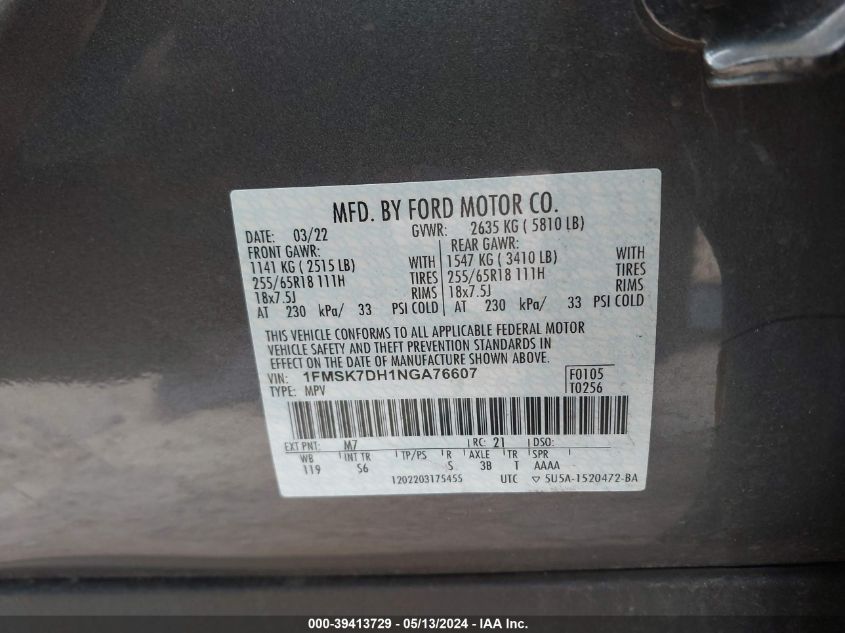 MFD. BY FORD MOTOR CO.
DATE: 03/22 GVWR: 2635 KG ( 5810 LB)
FRONT GAWR: REAR GAWR:
1141 KG ( 2515 LB) WITH 1547 KG ( 3410 LB) WITH
255/65R18 111H TIRES 255/65R18 111H TIRES
18x7.5J RIMS 18x7.5J RIMS
AT 230 kPa/ 33 PSI COLD AT 230 kPa/ 33 PSI COLD
THIS VEHICLE CONFORMS TO ALL APPLICABLE FEDERAL MOTOR
VEHICLE SAFETY AND THEFT PREVENTION STANDARDS IN
EFFECT ON THE DATE OF MANUFACTURE SHOWN ABOVE.
VIN: 1FMSK7DH1NGA76607 F0105
TYPE: MPV T0256
EXT PNT: M7 RC: 21 DSO:
WB INT TR TP/PS R AXLE TR SPR
119 S6 S 3B T AAAA
1202203175455 UTC ▽ 5U5A-1520472-BA
000-39413729 - 05/13/2024 - IAA Inc.